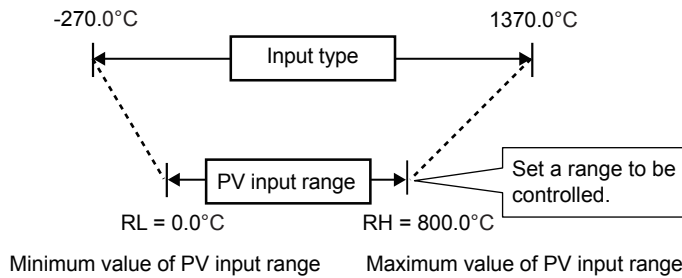 -270.0°C 1370.0°C
Input type
PV input range
Set a range to be
controlled.
RL = 0.0°C RH = 800.0°C
Minimum value of PV input range Maximum value of PV input range